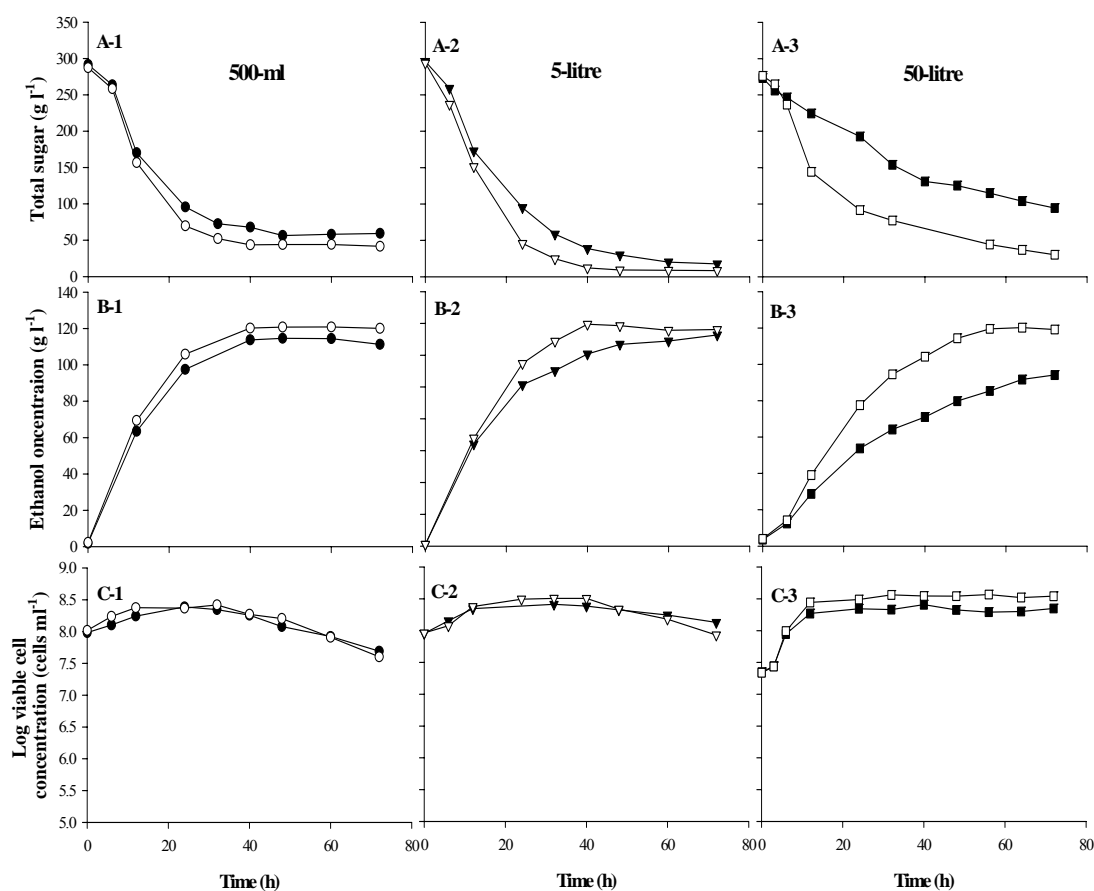 A-1 500-ml
A-2 5-litre
A-3 50-litre
Total sugar (g l-1)
350
300
250
200
150
100
50
0
B-1
B-2
B-3
Ethanol oncentraion (g l-1)
140
120
100
80
60
40
20
0
C-1
C-2
C-3
Log viable cell
concentration (cells ml-1)
9.0
8.5
8.0
7.5
7.0
6.5
6.0
5.5
5.0
0 20 40 60 80
0 20 40 60 80
0 20 40 60 80
Time (h)
Time (h)
Time (h)